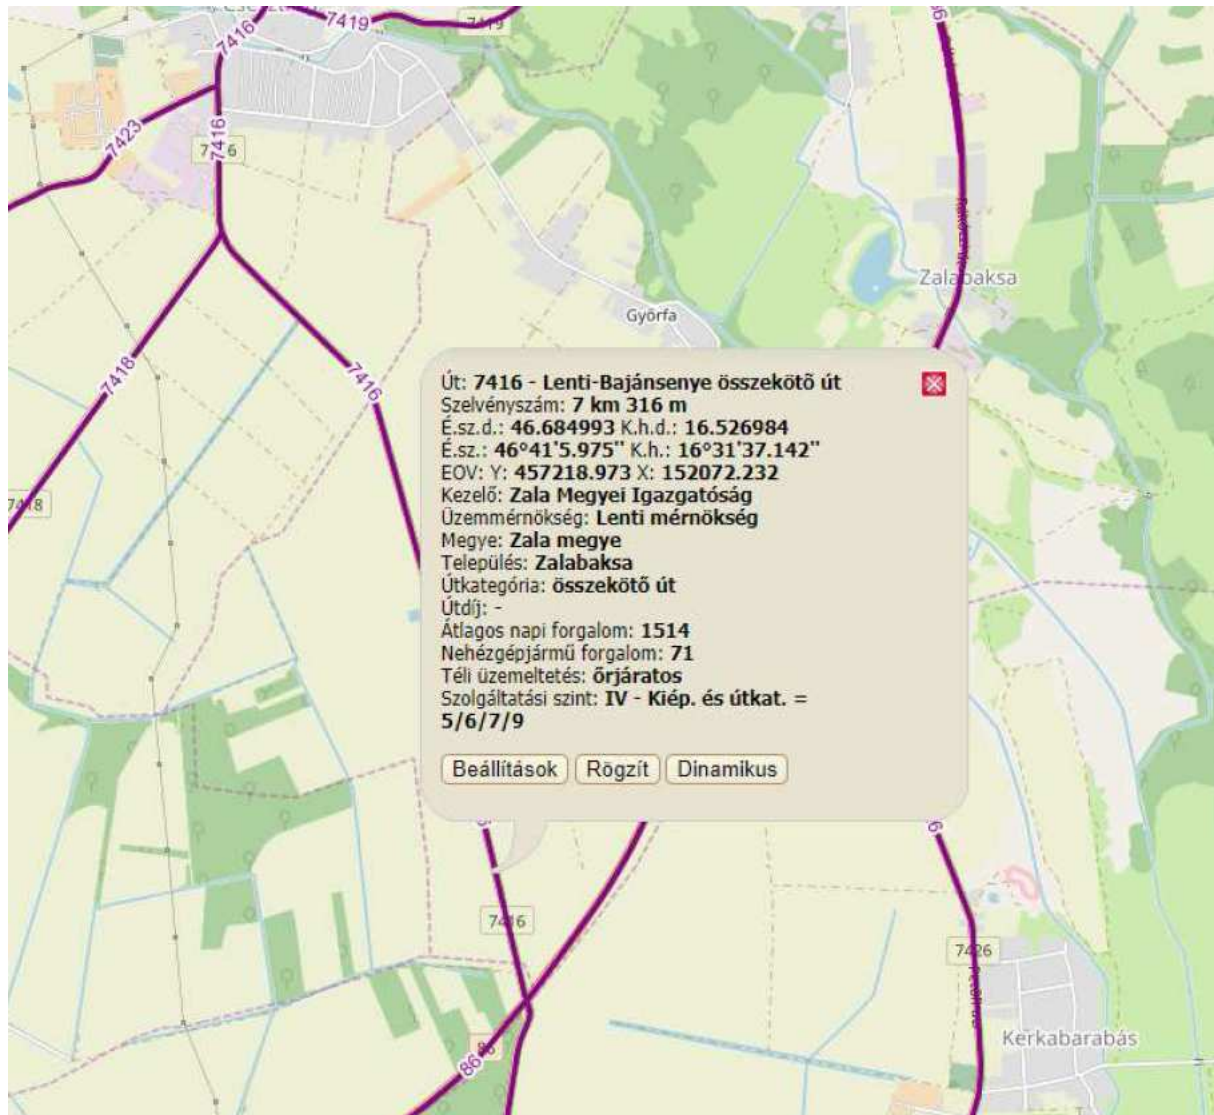 7419
7419
7416
7423
7416
7416
Zalabaksa
Győrfa
7418
7416
7418
Út: 7416 - Lenti-Bajánsenye összekötő út
Szelvényszám: 7 km 316 m
É.sz.d.: 46.684993 K.h.d.: 16.526984
É.sz.: 46°41'5.975'' K.h.: 16°31'37.142''
EOV: Y: 457218.973 X: 152072.232
Kezelő: Zala Megyei Igazgatóság
Üzemmérnökség: Lenti mérnökség
Megye: Zala megye
Település: Zalabaksa
Útkategória: összekötő út
Útdíj: -
Átlagos napi forgalom: 1514
Nehézgépjármű forgalom: 71
Téli üzemeltetés: őrjáratos
Szolgáltatási szint: IV - Kiép. és útkat. =
5/6/7/9
Beállítások Rögzít Dinamikus
7416
7426
Kerkabarabás
86
86